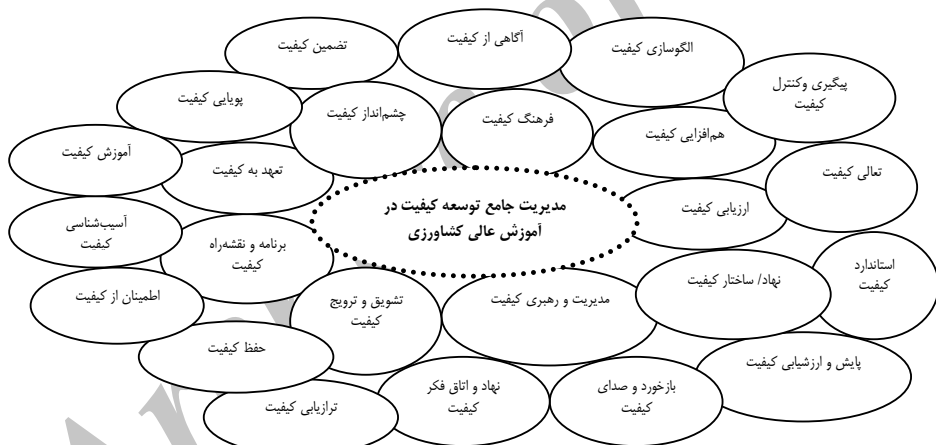 آگاهی از کیفیت
تضمین کیفیت
الگوسازی کیفیت
پیگیری وکنترل
کیفیت
پویایی کیفیت
چشم‌انداز کیفیت
فرهنگ کیفیت
هم‌افزایی کیفیت
آموزش کیفیت
تعهد به کیفیت
تعالی کیفیت
مدیریت جامع توسعه کیفیت در
آموزش عالی کشاورزی
ارزیابی کیفیت
آسیب‌شناسی
کیفیت
برنامه و نقشه‌راه
کیفیت
استاندارد
کیفیت
نهاد/ ساختار کیفیت
اطمینان از کیفیت
تشویق و ترویج
کیفیت
مدیریت و رهبری کیفیت
حفظ کیفیت
پایش و ارزشیابی کیفیت
ترازیابی کیفیت
نهاد و اتاق فکر
کیفیت
بازخورد و صدای
کیفیت